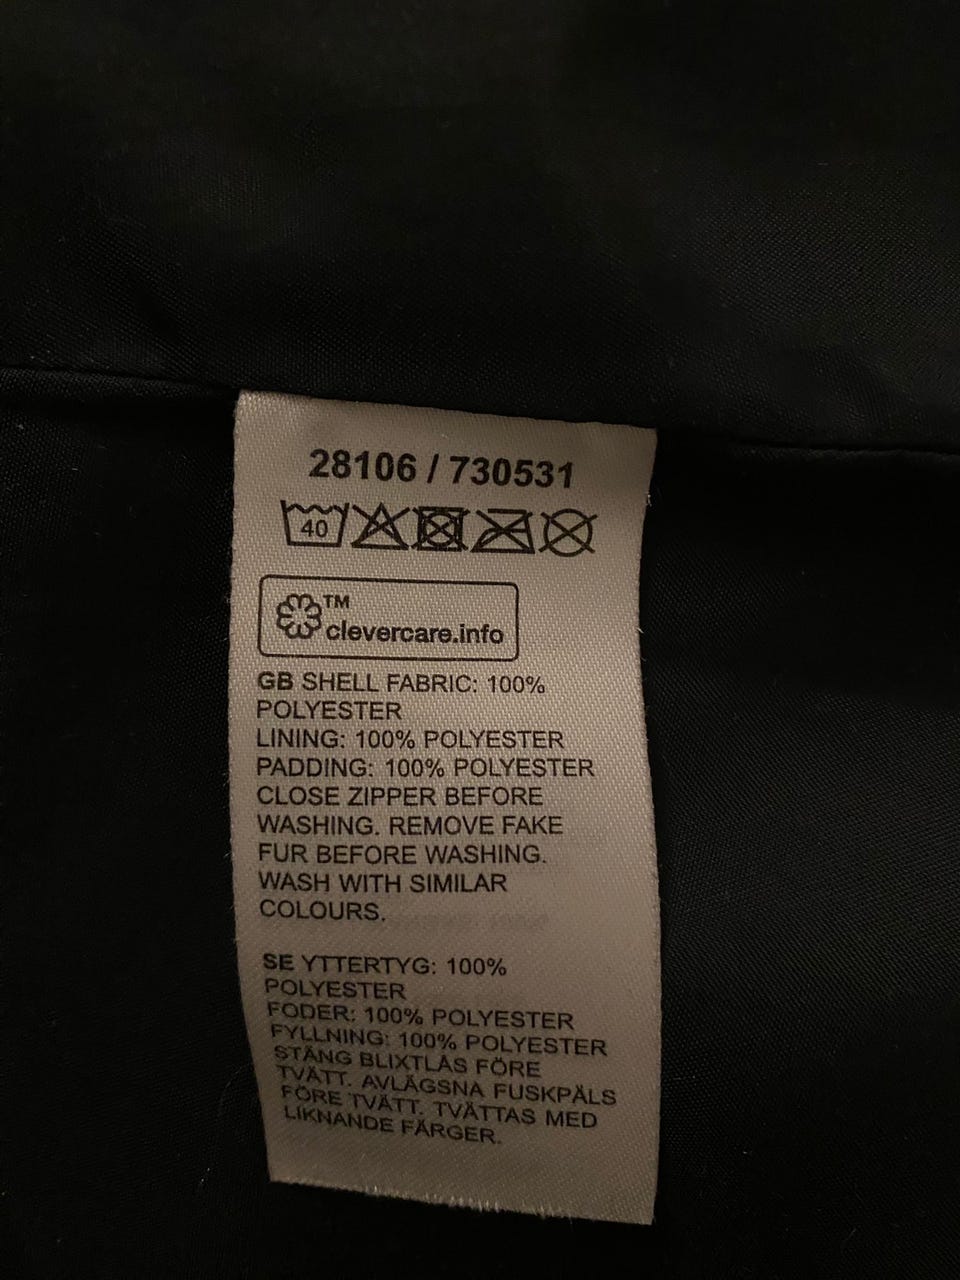 28106 / 730531
40
TM
clevercare.info
GB SHELL FABRIC: 100%
POLYESTER
LINING: 100% POLYESTER
PADDING: 100% POLYESTER
CLOSE ZIPPER BEFORE
WASHING. REMOVE FAKE
FUR BEFORE WASHING.
WASH WITH SIMILAR
COLOURS.
SE YTTERTYG: 100%
POLYESTER
FODER: 100% POLYESTER
FYLLNING: 100% POLYESTER
STÄNG BLIXTLÅS FÖRE
TVÄTT. AVLÄGSNA FUSKPÄLS
FÖRE TVÄTT. TVÄTTAS MED
LIKNANDE FÄRGER.